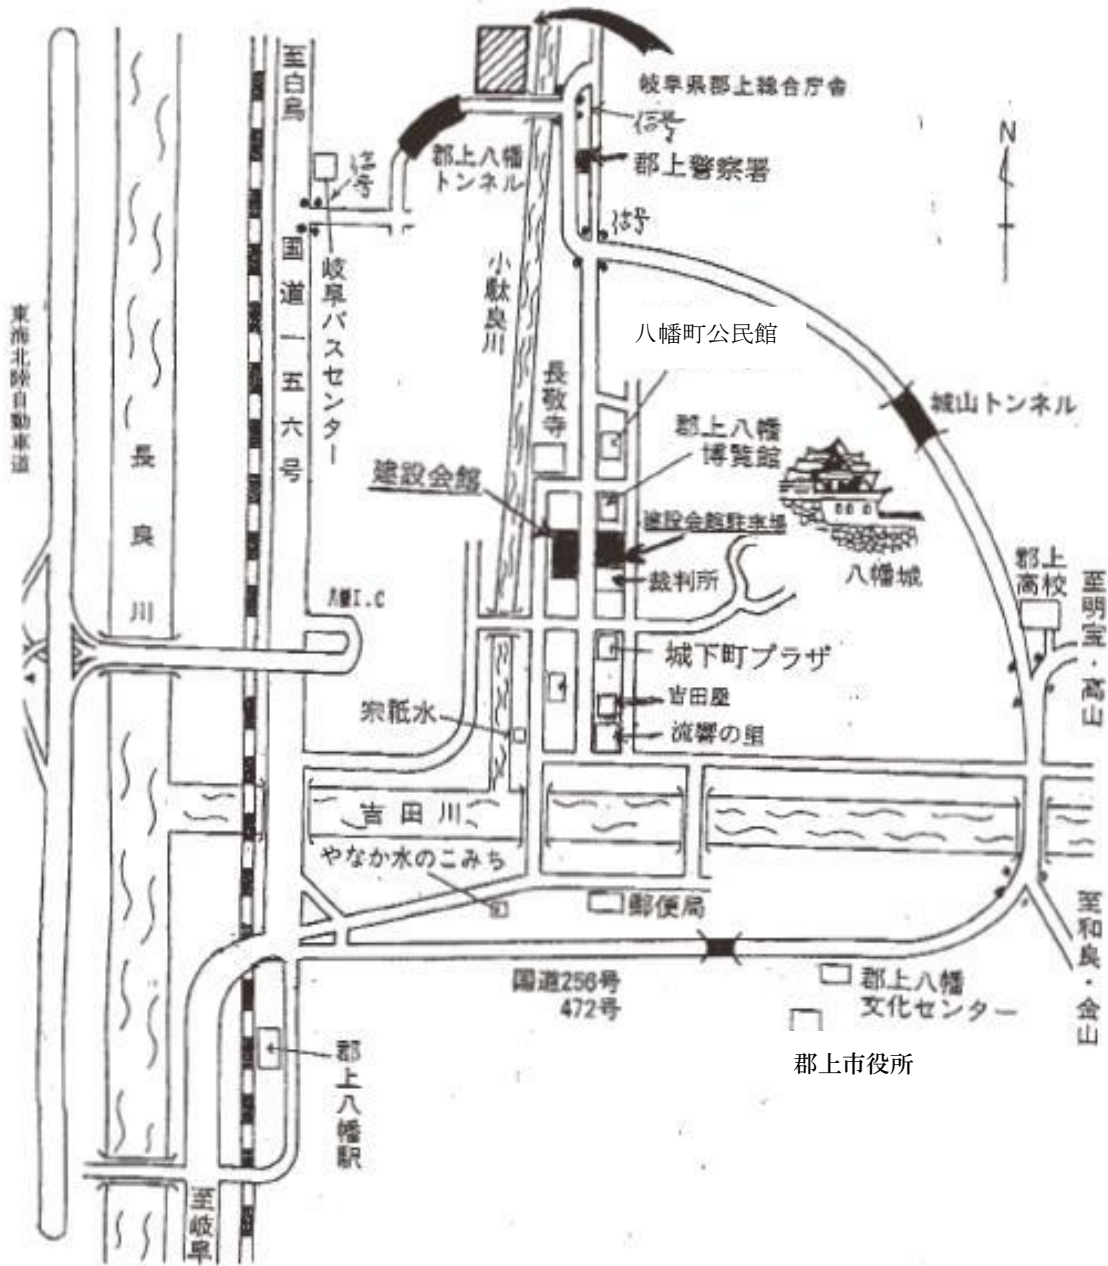 岐阜県郡上総合庁舎
信号
郡上警察署
至白鳥
信号
郡上八幡
トンネル
信号
N
国道一五六号
岐阜バスセンター
小駄良川
八幡町公民館
東海北陸自動車道
長良川
長敬寺
郡上八幡
博覧館
城山トンネル
建設会館
建設会館駐車場
裁判所
八幡城
郡上
高校
至明宝・高山
八幡I.C
城下町プラザ
吉田屋
宗祇水
流響の里
吉田川
やなか水のこみち
郵便局
至和良・金山
国道256号
472号
郡上八幡
文化センター
郡上市役所
郡上八幡駅
至岐阜